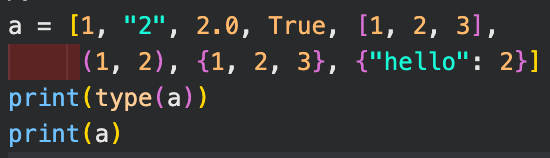 a = [1, "2", 2.0, True, [1, 2, 3],
(1, 2), {1, 2, 3}, {"hello": 2}]
print(type(a))
print(a)